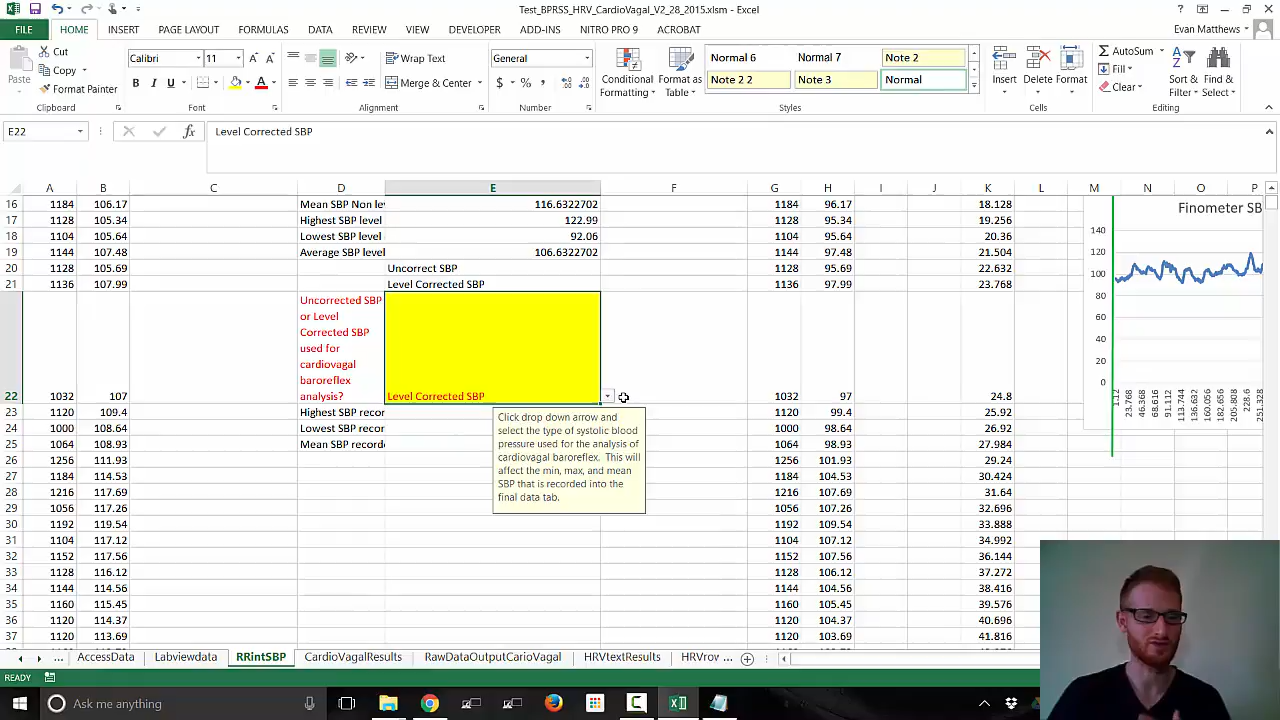 Test_BPRSS_HRV_CardioVagal_V2_28_2015.xlsm - Excel
FILE HOME INSERT PAGE LAYOUT FORMULAS DATA REVIEW VIEW DEVELOPER ADD-INS NITRO PRO 9 ACROBAT Evan Matthews
Paste Cut Copy Format Painter
Calibri 11 B I U A A A
Wrap Text
Merge & Center
General $ % ,
Conditional Formatting Format as Table
Normal 6 Normal 7 Note 2
Note 2 2 Note 3 Normal
Insert Delete Format
AutoSum Fill Clear
Sort & Filter Find & Select
Clipboard Font Alignment Number Styles Cells Editing
E22 fx Level Corrected SBP
A B C D E F G H I J K L M N O P
16 1184 106.17 Mean SBP Non le 116.6322702 1184 96.17 18.128
17 1128 105.34 Highest SBP level 122.99 1128 95.34 19.256
18 1104 105.64 Lowest SBP level 92.06 1104 95.64 20.36
19 1144 107.48 Average SBP level 106.6322702 1144 97.48 21.504
20 1128 105.69 Uncorrect SBP 1128 95.69 22.632
21 1136 107.99 Level Corrected SBP 1136 97.99 23.768
Uncorrected SBP
or Level
Corrected SBP
used for
cardiovagal
baroreflex
22 1032 107 analysis? Level Corrected SBP 1032 97 24.8
23 1120 109.4 Highest SBP recor 1120 99.4 25.92
24 1000 108.64 Lowest SBP recor 1000 98.64 26.92
25 1064 108.93 Mean SBP recorde 1064 98.93 27.984
26 1256 111.93 1256 101.93 29.24
27 1184 114.53 1184 104.53 30.424
28 1216 117.69 1216 107.69 31.64
29 1056 117.26 1056 107.26 32.696
30 1192 119.54 1192 109.54 33.888
31 1104 117.12 1104 107.12 34.992
32 1152 117.56 1152 107.56 36.144
33 1128 116.12 1128 106.12 37.272
34 1144 114.56 1144 104.56 38.416
35 1160 115.45 1160 105.45 39.576
36 1120 114.37 1120 104.37 40.696
37 1120 113.69 1120 103.69 41.816
Click drop down arrow and
select the type of systolic blood
pressure used for the analysis of
cardiovagal baroreflex. This will
affect the min, max, and mean
SBP that is recorded into the
final data tab.
Finometer SB
140
120
100
80
60
40
20
0
1.12 23.768 46.368 68.616 91.112 113.744 136.632 160.056 182.656 205.808 228.6
... AccessData Labviewdata RRintSBP CardioVagalResults RawDataOutputCarioVagal HRVtextResults HRVrov ...
READY
Ask me anything